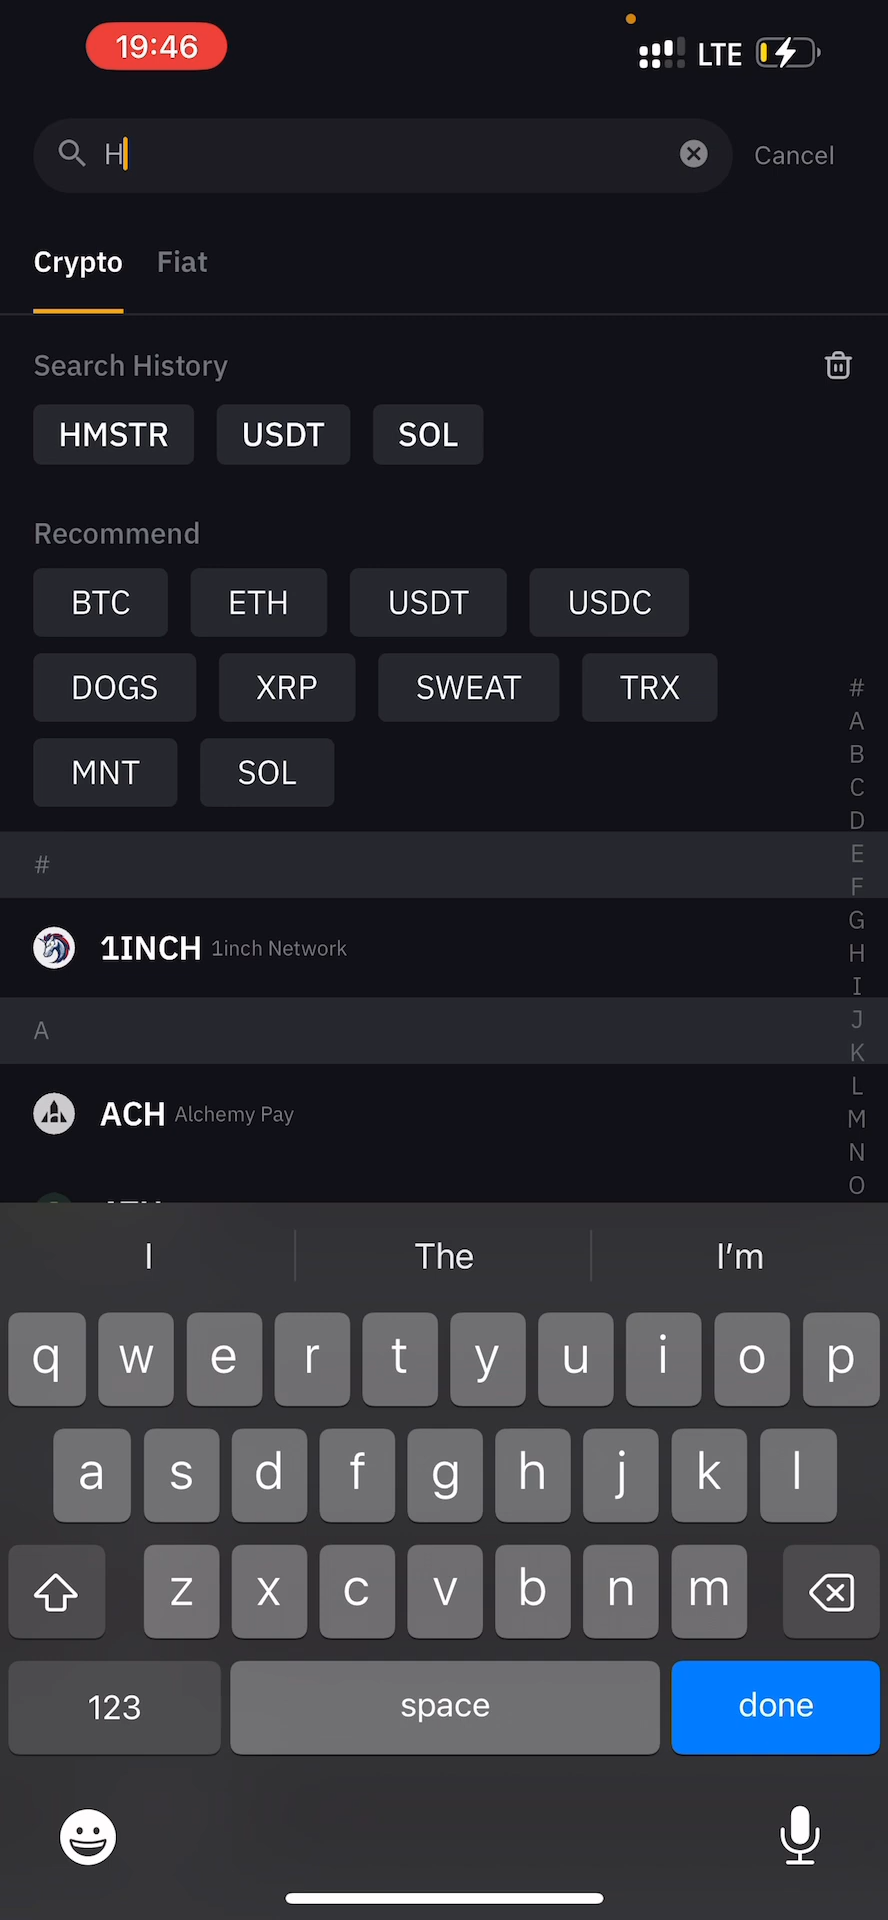 19:46 LTE
H Cancel
Crypto Fiat
Search History
HMSTR USDT SOL
Recommend
BTC ETH USDT USDC
DOGS XRP SWEAT TRX
MNT SOL
#
1INCH 1inch Network
A
ACH Alchemy Pay
#
A
B
C
D
E
F
G
H
I
J
K
L
M
N
O
I The I'm
q w e r t y u i o p
a s d f g h j k l
z x c v b n m
123 space done